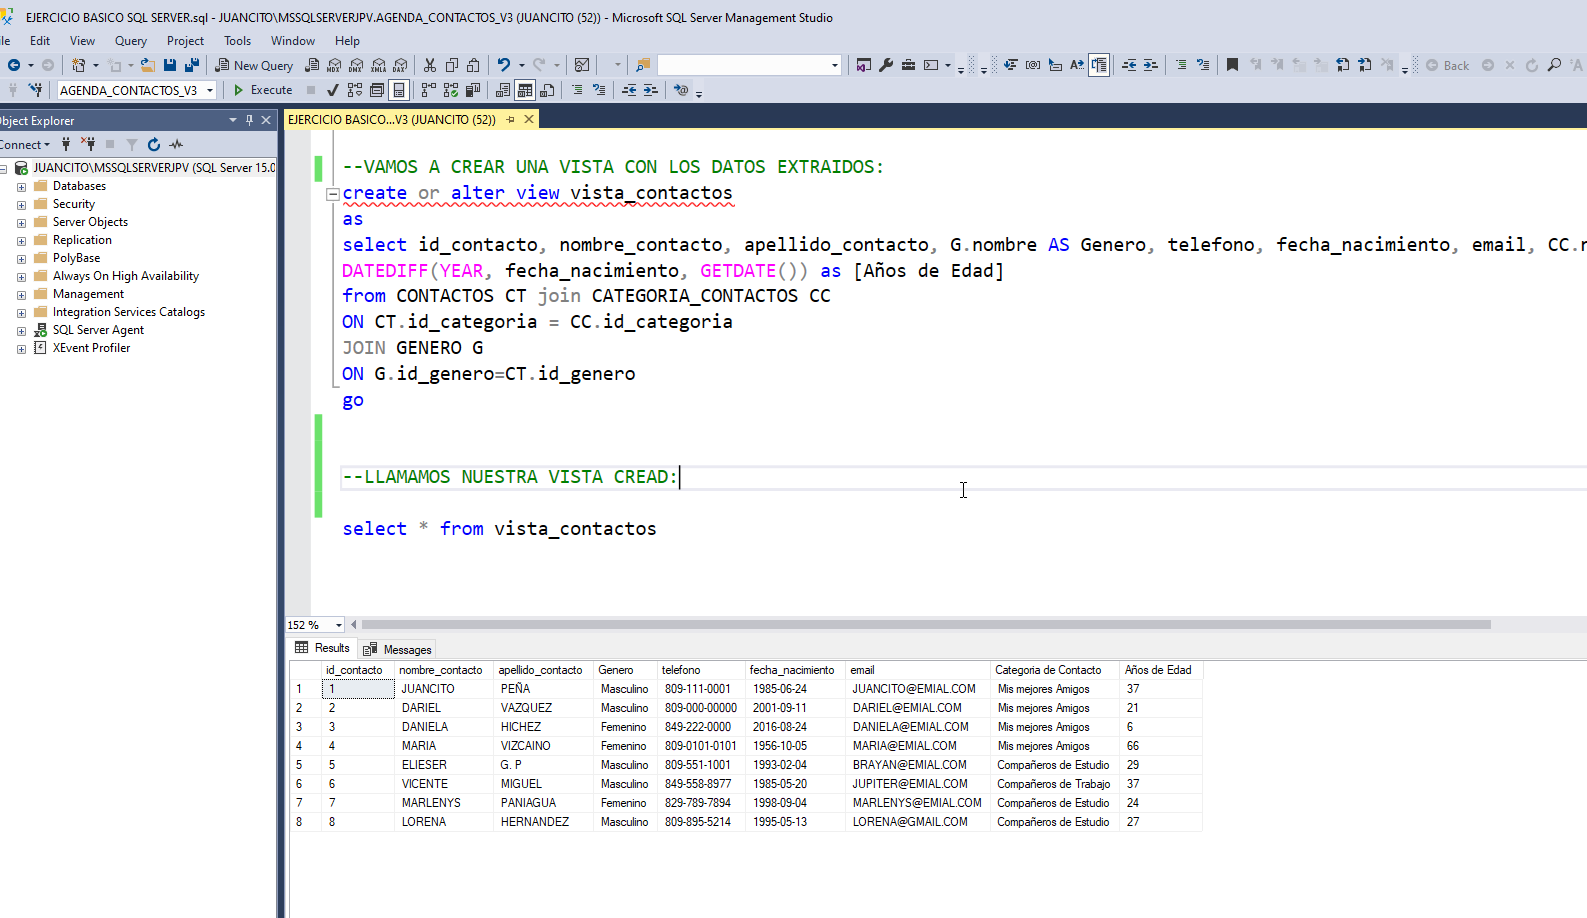 EJERCICIO BASICO SQL SERVER.sql - JUANCITO\MSSQLSERVERJPV.AGENDA_CONTACTOS_V3 (JUANCITO (52)) - Microsoft SQL Server Management Studio
ile Edit View Query Project Tools Window Help
New Query MDX DMX XMLA DAX Back
AGENDA_CONTACTOS_V3 Execute
bject Explorer
onnect
JUANCITO\MSSQLSERVERJPV (SQL Server 15.0
Databases
Security
Server Objects
Replication
PolyBase
Always On High Availability
Management
Integration Services Catalogs
SQL Server Agent
XEvent Profiler
EJERCICIO BASICO...V3 (JUANCITO (52))
--VAMOS A CREAR UNA VISTA CON LOS DATOS EXTRAIDOS:
create or alter view vista_contactos
as
select id_contacto, nombre_contacto, apellido_contacto, G.nombre AS Genero, telefono, fecha_nacimiento, email, CC.n
DATEDIFF(YEAR, fecha_nacimiento, GETDATE()) as [Años de Edad]
from CONTACTOS CT join CATEGORIA_CONTACTOS CC
ON CT.id_categoria = CC.id_categoria
JOIN GENERO G
ON G.id_genero=CT.id_genero
go
--LLAMAMOS NUESTRA VISTA CREAD:
select * from vista_contactos
152 %
Results Messages
id_contacto nombre_contacto apellido_contacto Genero telefono fecha_nacimiento email Categoria de Contacto Años de Edad
1 1 JUANCITO PEÑA Masculino 809-111-0001 1985-06-24 JUANCITO@EMIAL.COM Mis mejores Amigos 37
2 2 DARIEL VAZQUEZ Masculino 809-000-00000 2001-09-11 DARIEL@EMIAL.COM Mis mejores Amigos 21
3 3 DANIELA HICHEZ Femenino 849-222-0000 2016-08-24 DANIELA@EMIAL.COM Mis mejores Amigos 6
4 4 MARIA VIZCAINO Femenino 809-0101-0101 1956-10-05 MARIA@EMIAL.COM Mis mejores Amigos 66
5 5 ELIESER G. P Masculino 809-551-1001 1993-02-04 BRAYAN@EMIAL.COM Compañeros de Estudio 29
6 6 VICENTE MIGUEL Masculino 849-558-8977 1985-05-20 JUPITER@EMIAL.COM Compañeros de Trabajo 37
7 7 MARLENYS PANIAGUA Femenino 829-789-7894 1998-09-04 MARLENYS@EMIAL.COM Compañeros de Estudio 24
8 8 LORENA HERNANDEZ Masculino 809-895-5214 1995-05-13 LORENA@GMAIL.COM Compañeros de Estudio 27